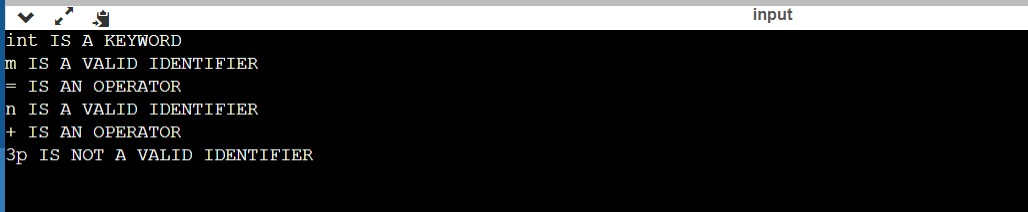 input
int IS A KEYWORD
m IS A VALID IDENTIFIER
= IS AN OPERATOR
n IS A VALID IDENTIFIER
+ IS AN OPERATOR
3p IS NOT A VALID IDENTIFIER